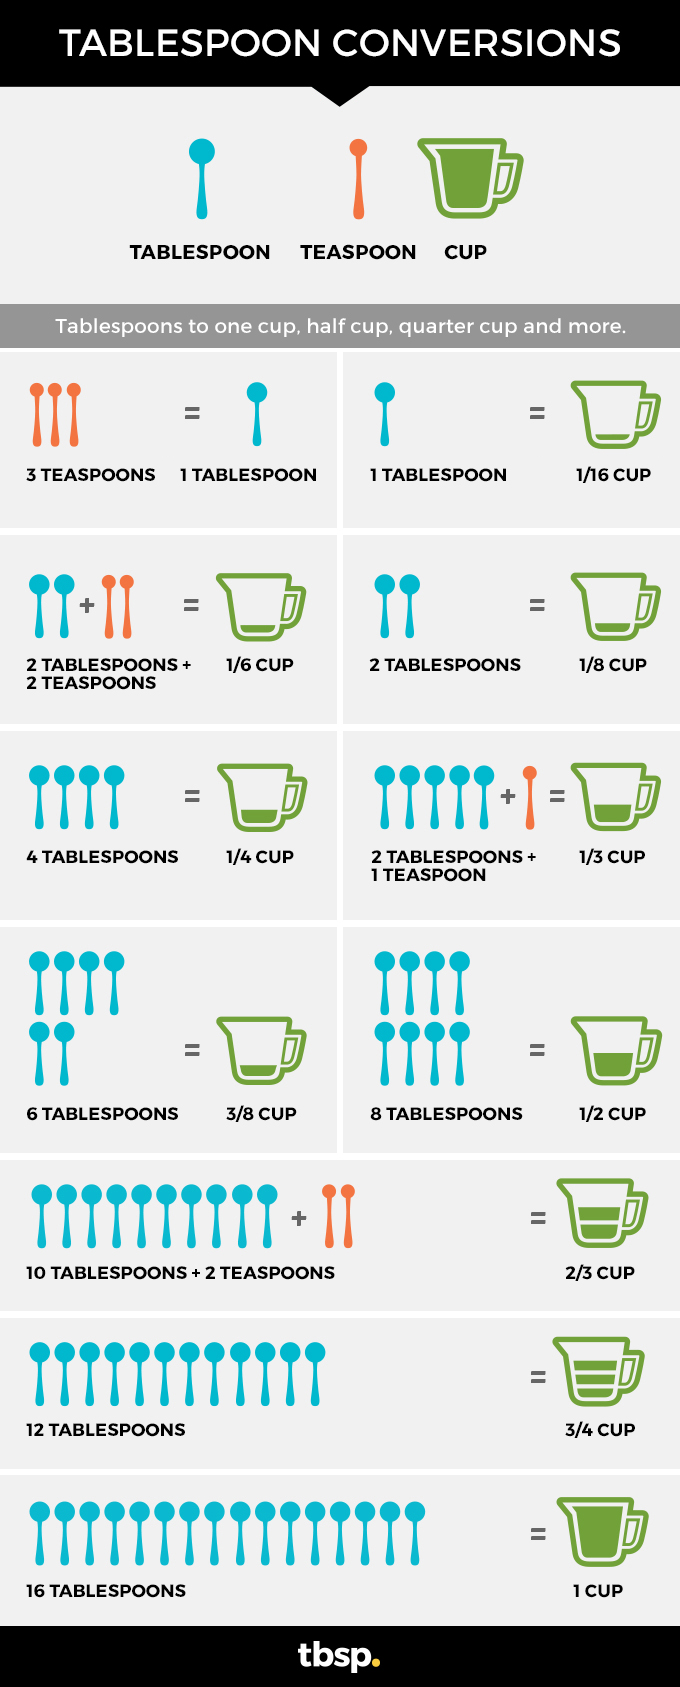 TABLESPOON CONVERSIONS
TABLESPOON
TEASPOON
CUP
Tablespoons to one cup, half cup, quarter cup and more.
=
3 TEASPOONS
1 TABLESPOON
=
1 TABLESPOON
1/16 CUP
+
=
2 TABLESPOONS +
2 TEASPOONS
1/6 CUP
=
2 TABLESPOONS
1/8 CUP
=
4 TABLESPOONS
1/4 CUP
+
=
2 TABLESPOONS +
1 TEASPOON
1/3 CUP
=
6 TABLESPOONS
3/8 CUP
=
8 TABLESPOONS
1/2 CUP
+
=
10 TABLESPOONS + 2 TEASPOONS
2/3 CUP
=
12 TABLESPOONS
3/4 CUP
=
16 TABLESPOONS
1 CUP
tbsp.